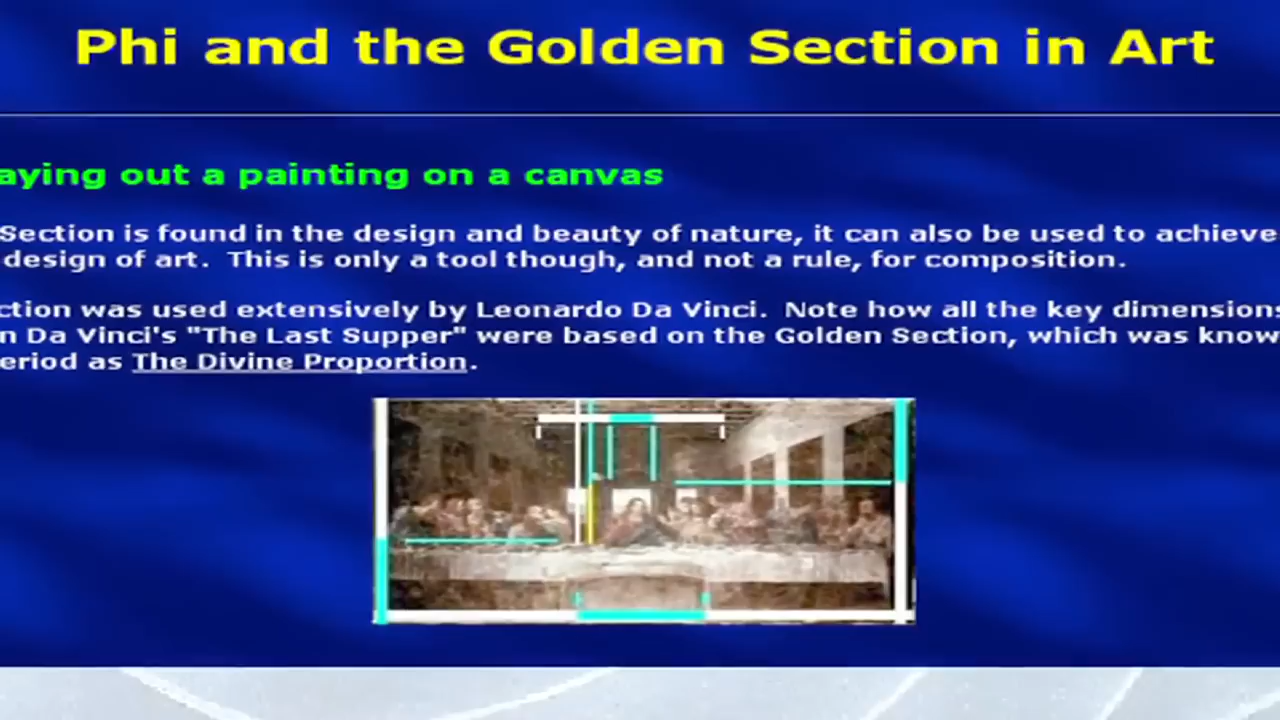 Phi and the Golden Section in Art
aying out a painting on a canvas
Section is found in the design and beauty of nature, it can also be used to achieve
design of art.  This is only a tool though, and not a rule, for composition.
ction was used extensively by Leonardo Da Vinci.  Note how all the key dimensions
n Da Vinci's "The Last Supper" were based on the Golden Section, which was know
eriod as The Divine Proportion.